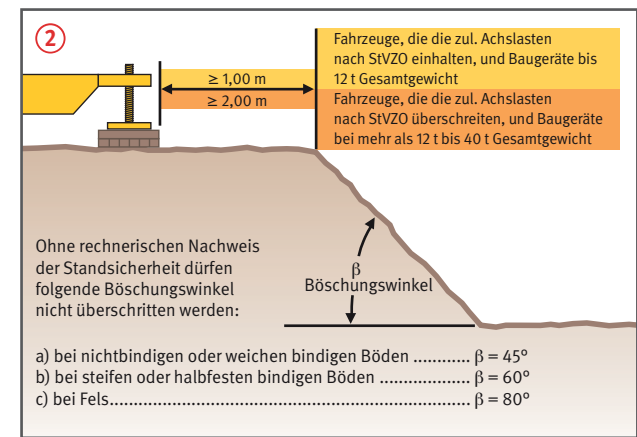 2
Fahrzeuge, die die zul. Achslasten
nach StVZO einhalten, und Baugeräte bis
12 t Gesamtgewicht
≥ 1,00 m
≥ 2,00 m
Fahrzeuge, die die zul. Achslasten
nach StVZO überschreiten, und Baugeräte
bei mehr als 12 t bis 40 t Gesamtgewicht
Ohne rechnerischen Nachweis
der Standsicherheit dürfen
folgende Böschungswinkel
nicht überschritten werden:
β
Böschungswinkel
a) bei nichtbindigen oder weichen bindigen Böden ........... β = 45°
b) bei steifen oder halbfesten bindigen Böden .................. β = 60°
c) bei Fels.................................................................... β = 80°